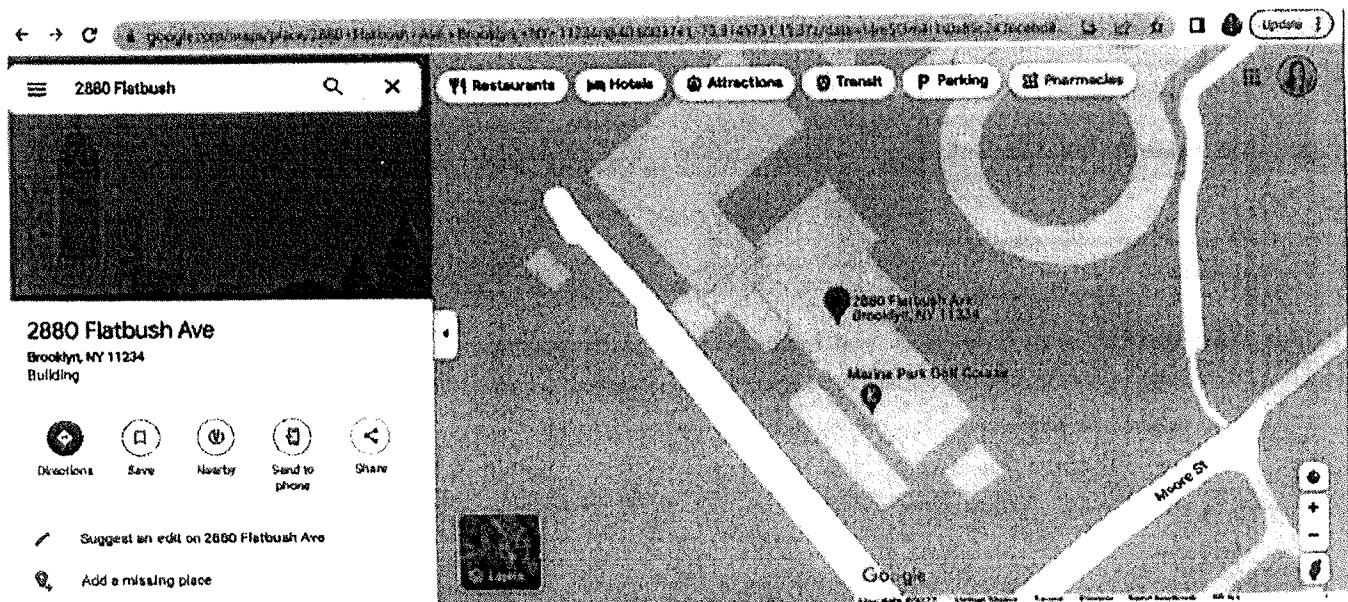 Update
2880 Flatbush
Restaurants
Hotels
Attractions
Transit
Parking
Pharmacies
2880 Flatbush Ave
Brooklyn, NY 11234
Building
Directions
Save
Nearby
Send to
phone
Share
Suggest an edit on 2880 Flatbush Ave
Add a missing place
2880 Flatbush Ave
Brooklyn, NY 11234
Marine Park Golf Course
Moore St
Layers
Google